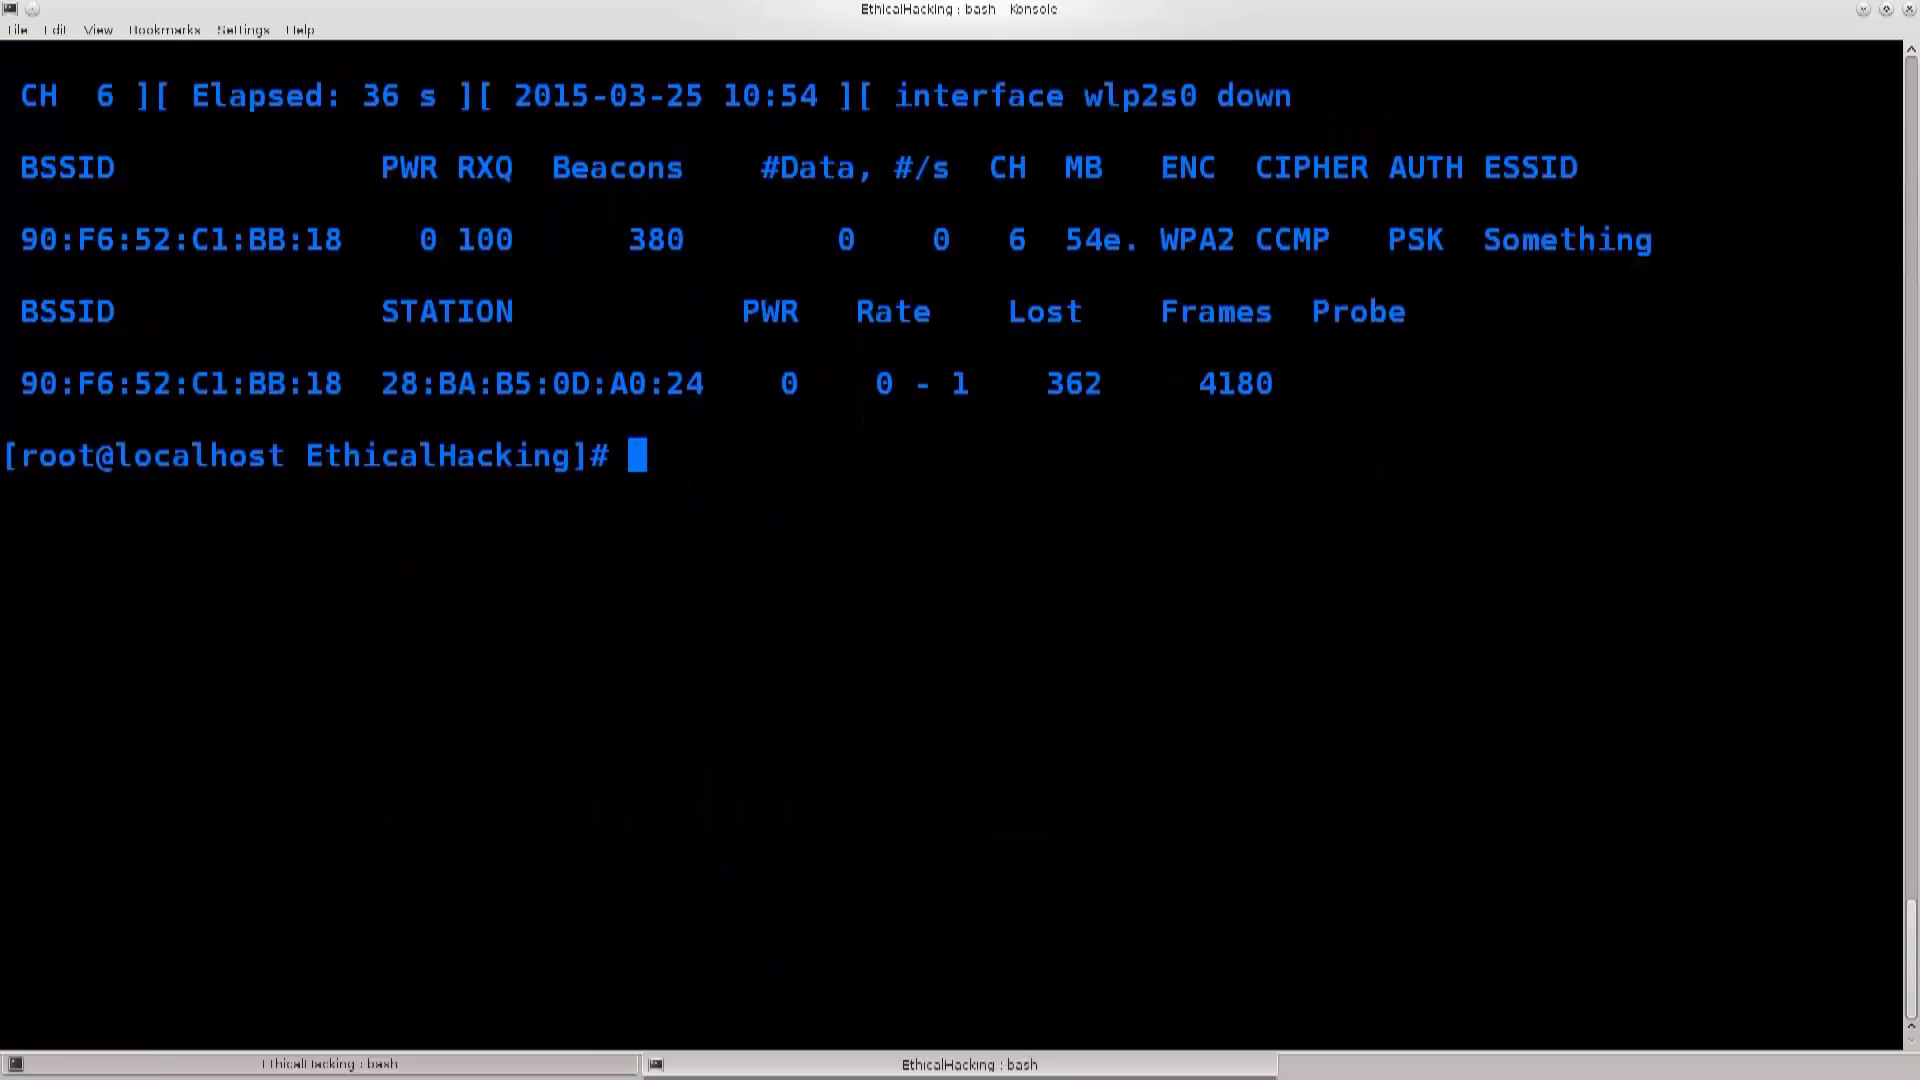 EthicalHacking : bash   Konsole
File Edit View Bookmarks Settings Help
CH  6 ][ Elapsed: 36 s ][ 2015-03-25 10:54 ][ interface wlp2s0 down
BSSID PWR RXQ Beacons #Data, #/s CH MB ENC CIPHER AUTH ESSID
90:F6:52:C1:BB:18 0 100 380 0 0 6 54e. WPA2 CCMP PSK Something
BSSID STATION PWR Rate Lost Frames Probe
90:F6:52:C1:BB:18 28:BA:B5:0D:A0:24 0 0 - 1 362 4180
[root@localhost EthicalHacking]#
EthicalHacking : bash
EthicalHacking : bash